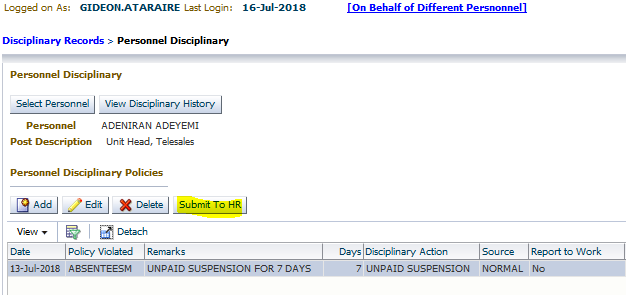 Logged on As: GIDEON.ATARAIRE Last Login: 16-Jul-2018 [On Behalf of Different Persnonnel]
Disciplinary Records > Personnel Disciplinary
Personnel Disciplinary
Select Personnel View Disciplinary History
Personnel ADENIRAN ADEYEMI
Post Description Unit Head, Telesales
Personnel Disciplinary Policies
Add Edit Delete Submit To HR
View Detach
Date Policy Violated Remarks Days Disciplinary Action Source Report to Work
13-Jul-2018 ABSENTEESM UNPAID SUSPENSION FOR 7 DAYS 7 UNPAID SUSPENSION NORMAL No